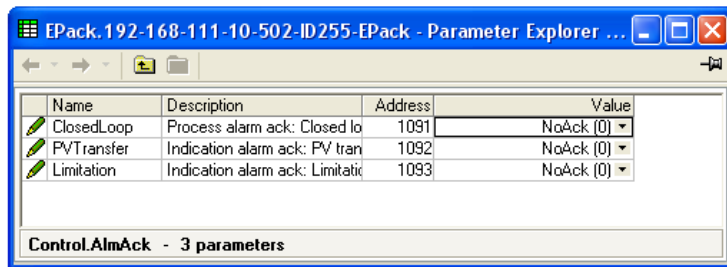 EPack.192-168-111-10-502-ID255-EPack - Parameter Explorer ...
Name Description Address Value
ClosedLoop Process alarm ack: Closed lo 1091 NoAck (0)
PVTransfer Indication alarm ack: PV tran 1092 NoAck (0)
Limitation Indication alarm ack: Limitatic 1093 NoAck (0)
Control.AlmAck - 3 parameters